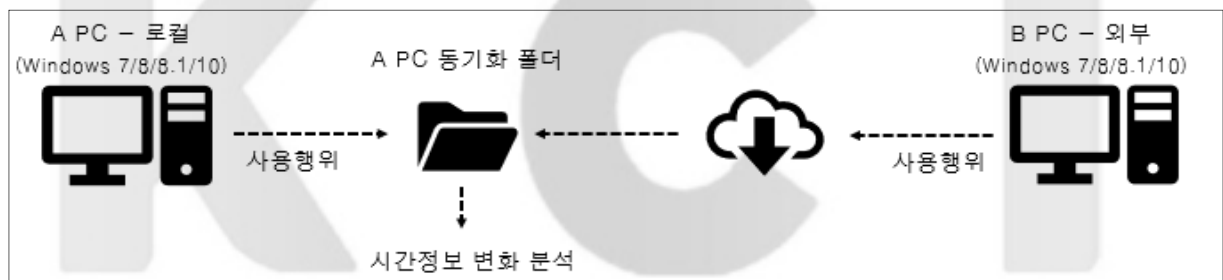 A PC – 로컬
(Windows 7/8/8.1/10)
A PC 동기화 폴더
B PC – 외부
(Windows 7/8/8.1/10)
사용행위
사용행위
시간정보 변화 분석
KCI